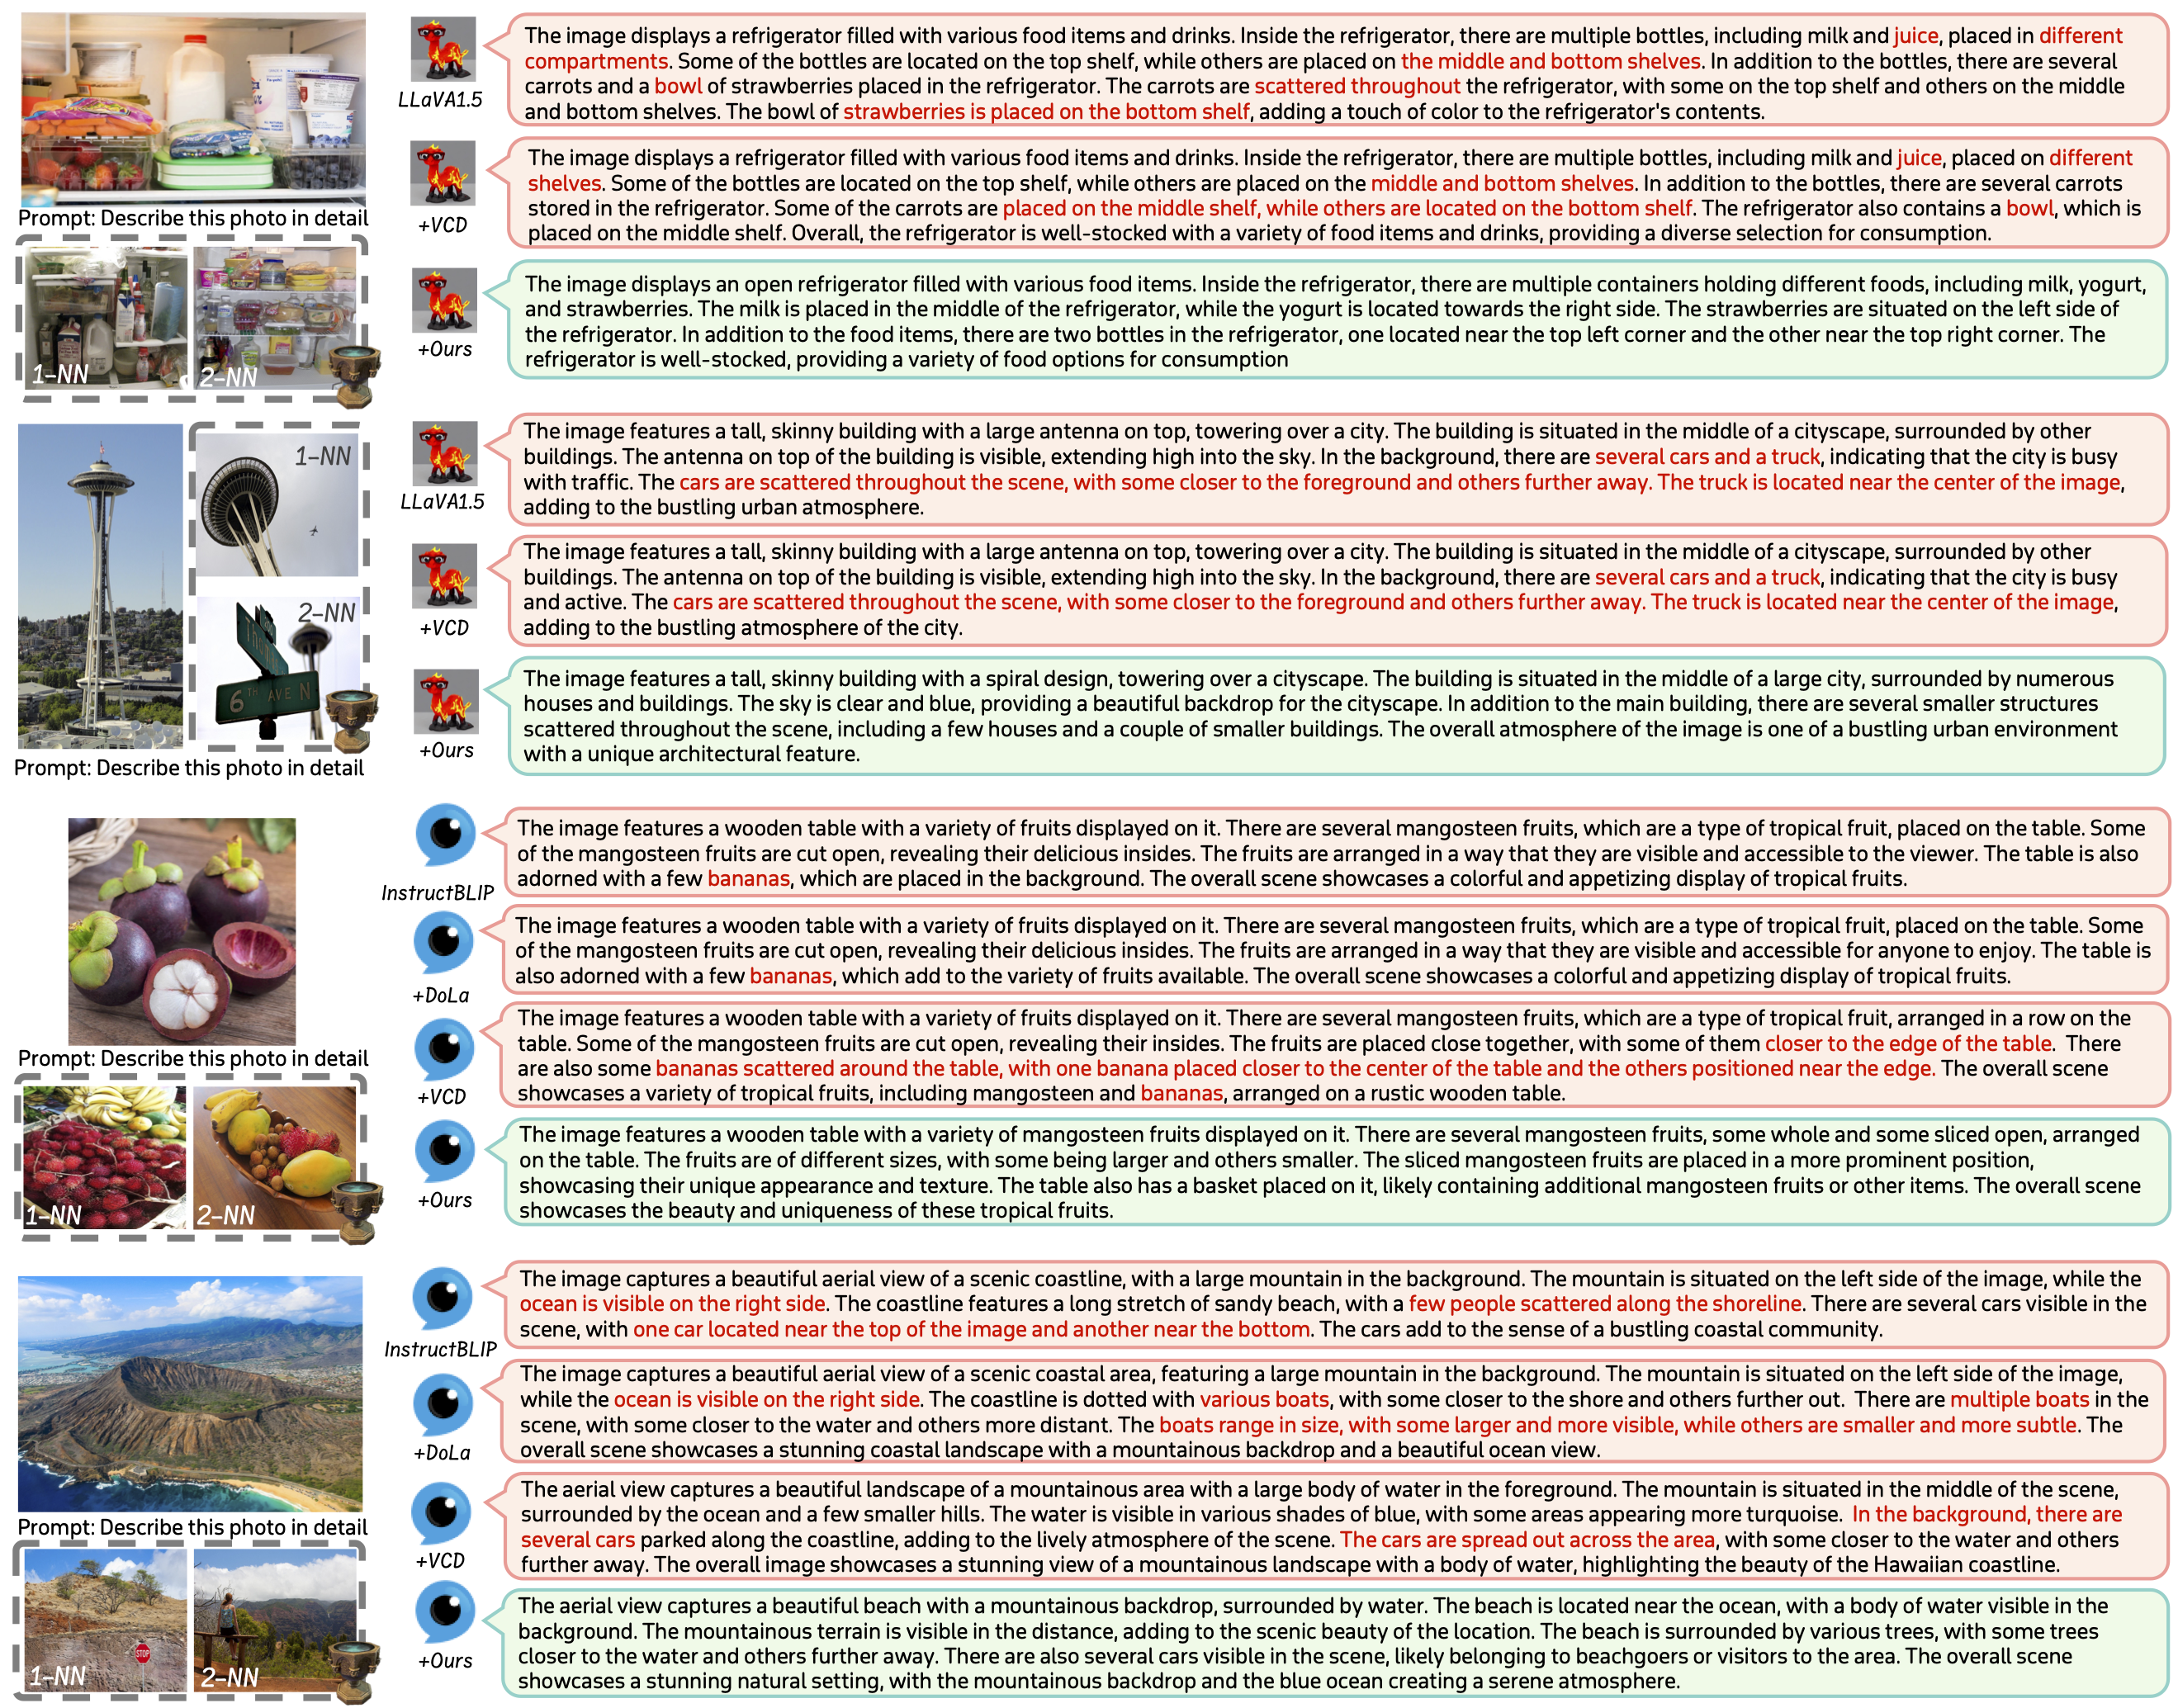 The image displays a refrigerator filled with various food items and drinks. Inside the refrigerator, there are multiple bottles, including milk and juice, placed in different
compartments. Some of the bottles are located on the top shelf, while others are placed on the middle and bottom shelves. In addition to the bottles, there are several
carrots and a bowl of strawberries placed in the refrigerator. The carrots are scattered throughout the refrigerator, with some on the top shelf and others on the middle
and bottom shelves. The bowl of strawberries is placed on the bottom shelf, adding a touch of color to the refrigerator's contents.
LLaVA1.5
The image displays a refrigerator filled with various food items and drinks. Inside the refrigerator, there are multiple bottles, including milk and juice, placed on different
shelves. Some of the bottles are located on the top shelf, while others are placed on the middle and bottom shelves. In addition to the bottles, there are several carrots
stored in the refrigerator. Some of the carrots are placed on the middle shelf, while others are located on the bottom shelf. The refrigerator also contains a bowl, which is
placed on the middle shelf. Overall, the refrigerator is well-stocked with a variety of food items and drinks, providing a diverse selection for consumption.
+VCD
Prompt: Describe this photo in detail
The image displays an open refrigerator filled with various food items. Inside the refrigerator, there are multiple containers holding different foods, including milk, yogurt,
and strawberries. The milk is placed in the middle of the refrigerator, while the yogurt is located towards the right side. The strawberries are situated on the left side of
the refrigerator. In addition to the food items, there are two bottles in the refrigerator, one located near the top left corner and the other near the top right corner. The
refrigerator is well-stocked, providing a variety of food options for consumption
+Ours
1-NN
2-NN
The image features a tall, skinny building with a large antenna on top, towering over a city. The building is situated in the middle of a cityscape, surrounded by other
buildings. The antenna on top of the building is visible, extending high into the sky. In the background, there are several cars and a truck, indicating that the city is busy
with traffic. The cars are scattered throughout the scene, with some closer to the foreground and others further away. The truck is located near the center of the image,
adding to the bustling urban atmosphere.
LLaVA1.5
1-NN
The image features a tall, skinny building with a large antenna on top, towering over a city. The building is situated in the middle of a cityscape, surrounded by other
buildings. The antenna on top of the building is visible, extending high into the sky. In the background, there are several cars and a truck, indicating that the city is busy
and active. The cars are scattered throughout the scene, with some closer to the foreground and others further away. The truck is located near the center of the image,
adding to the bustling atmosphere of the city.
+VCD
2-NN
6TH AVE N
The image features a tall, skinny building with a spiral design, towering over a cityscape. The building is situated in the middle of a large city, surrounded by numerous
houses and buildings. The sky is clear and blue, providing a beautiful backdrop for the cityscape. In addition to the main building, there are several smaller structures
scattered throughout the scene, including a few houses and a couple of smaller buildings. The overall atmosphere of the image is one of a bustling urban environment
with a unique architectural feature.
+Ours
Prompt: Describe this photo in detail
The image features a wooden table with a variety of fruits displayed on it. There are several mangosteen fruits, which are a type of tropical fruit, placed on the table. Some
of the mangosteen fruits are cut open, revealing their delicious insides. The fruits are arranged in a way that they are visible and accessible to the viewer. The table is also
adorned with a few bananas, which are placed in the background. The overall scene showcases a colorful and appetizing display of tropical fruits.
InstructBLIP
The image features a wooden table with a variety of fruits displayed on it. There are several mangosteen fruits, which are a type of tropical fruit, placed on the table. Some
of the mangosteen fruits are cut open, revealing their delicious insides. The fruits are arranged in a way that they are visible and accessible for anyone to enjoy. The table is
also adorned with a few bananas, which add to the variety of fruits available. The overall scene showcases a colorful and appetizing display of tropical fruits.
+DoLa
The image features a wooden table with a variety of fruits displayed on it. There are several mangosteen fruits, which are a type of tropical fruit, arranged in a row on the
table. Some of the mangosteen fruits are cut open, revealing their insides. The fruits are placed close together, with some of them closer to the edge of the table. There
are also some bananas scattered around the table, with one banana placed closer to the center of the table and the others positioned near the edge. The overall scene
showcases a variety of tropical fruits, including mangosteen and bananas, arranged on a rustic wooden table.
+VCD
Prompt: Describe this photo in detail
The image features a wooden table with a variety of mangosteen fruits displayed on it. There are several mangosteen fruits, some whole and some sliced open, arranged
on the table. The fruits are of different sizes, with some being larger and others smaller. The sliced mangosteen fruits are placed in a more prominent position,
showcasing their unique appearance and texture. The table also has a basket placed on it, likely containing additional mangosteen fruits or other items. The overall scene
showcases the beauty and uniqueness of these tropical fruits.
+Ours
1-NN
2-NN
The image captures a beautiful aerial view of a scenic coastline, with a large mountain in the background. The mountain is situated on the left side of the image, while the
ocean is visible on the right side. The coastline features a long stretch of sandy beach, with a few people scattered along the shoreline. There are several cars visible in the
scene, with one car located near the top of the image and another near the bottom. The cars add to the sense of a bustling coastal community.
InstructBLIP
The image captures a beautiful aerial view of a scenic coastal area, featuring a large mountain in the background. The mountain is situated on the left side of the image,
while the ocean is visible on the right side. The coastline is dotted with various boats, with some closer to the shore and others further out. There are multiple boats in the
scene, with some closer to the water and others more distant. The boats range in size, with some larger and more visible, while others are smaller and more subtle. The
overall scene showcases a stunning coastal landscape with a mountainous backdrop and a beautiful ocean view.
+DoLa
The aerial view captures a beautiful landscape of a mountainous area with a large body of water in the foreground. The mountain is situated in the middle of the scene,
surrounded by the ocean and a few smaller hills. The water is visible in various shades of blue, with some areas appearing more turquoise. In the background, there are
several cars parked along the coastline, adding to the lively atmosphere of the scene. The cars are spread out across the area, with some closer to the water and others
further away. The overall image showcases a stunning view of a mountainous landscape with a body of water, highlighting the beauty of the Hawaiian coastline.
+VCD
Prompt: Describe this photo in detail
The aerial view captures a beautiful beach with a mountainous backdrop, surrounded by water. The beach is located near the ocean, with a body of water visible in the
background. The mountainous terrain is visible in the distance, adding to the scenic beauty of the location. The beach is surrounded by various trees, with some trees
closer to the water and others further away. There are also several cars visible in the scene, likely belonging to beachgoers or visitors to the area. The overall scene
showcases a stunning natural setting, with the mountainous backdrop and the blue ocean creating a serene atmosphere.
+Ours
STOP
1-NN
2-NN